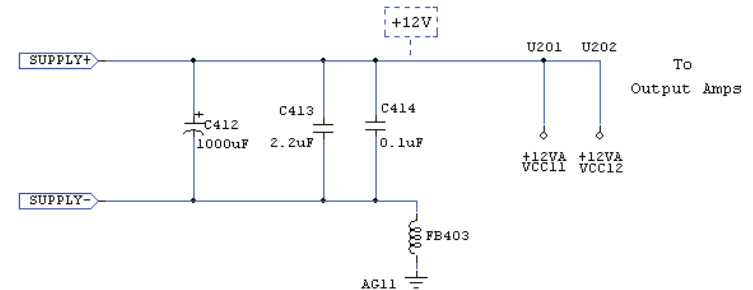 +12V
U201 U202
SUPPLY+
To
Output Amps
C412
1000uF
C413
2.2uF
C414
0.1uF
+12VA
VCC11
+12VA
VCC12
SUPPLY-
FB403
AG11